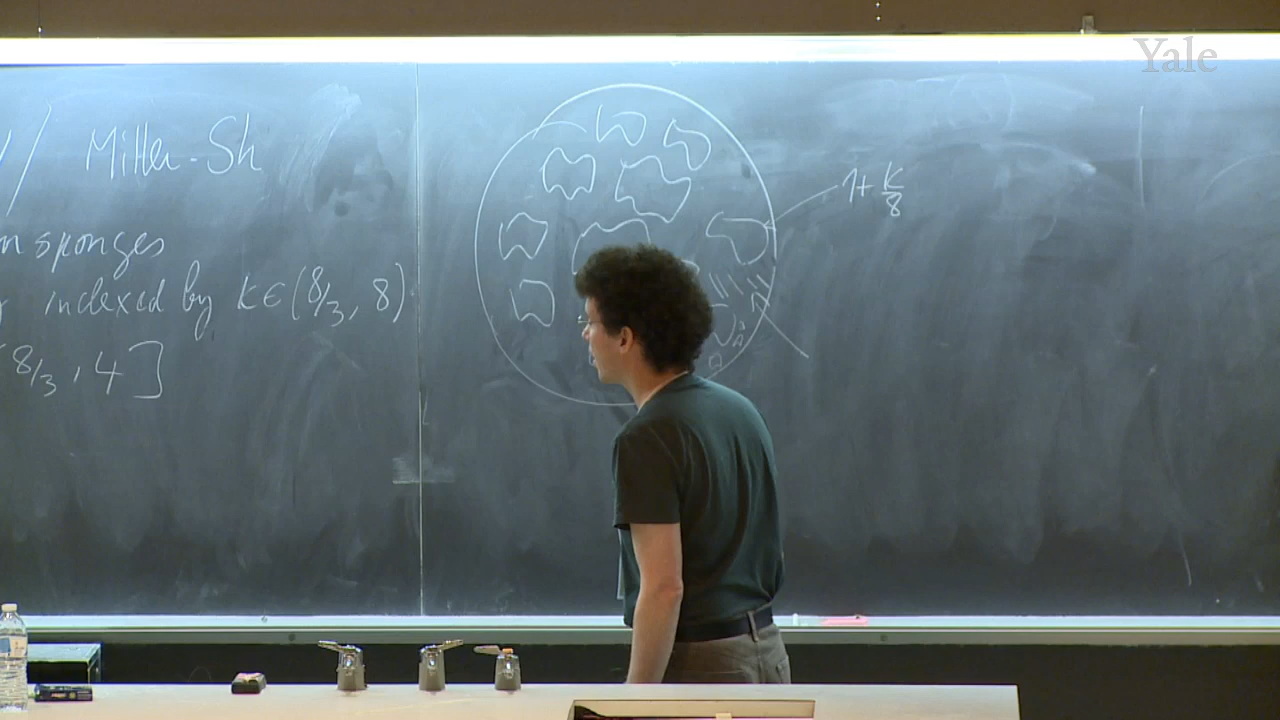 Yale
/ Miller-Sh
sponges
indexed by K∈(8/3, 8)
8/3, 4]
1+ K/8